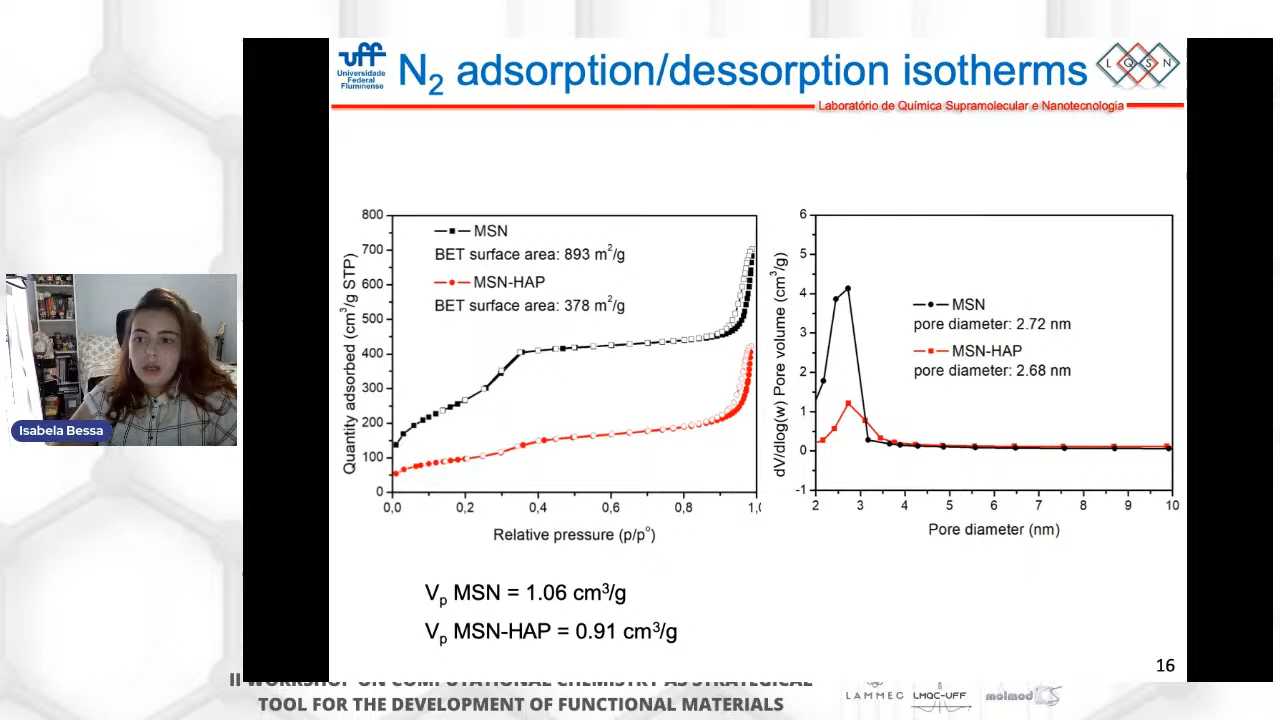 uff
Universidade
Federal
Fluminense
N2 adsorption/dessorption isotherms
L Q S N
Laboratório de Química Supramolecular e Nanotecnologia
800
700
600
500
400
300
200
100
0
Quantity adsorbed (cm3/g STP)
MSN
BET surface area: 893 m2/g
MSN-HAP
BET surface area: 378 m2/g
0,0 0,2 0,4 0,6 0,8 1,0
Relative pressure (p/po)
6
5
4
3
2
1
0
-1
dV/dlog(w) Pore volume (cm3/g)
MSN
pore diameter: 2.72 nm
MSN-HAP
pore diameter: 2.68 nm
2 3 4 5 6 7 8 9 10
Pore diameter (nm)
Vp MSN = 1.06 cm3/g
Vp MSN-HAP = 0.91 cm3/g
16
Isabela Bessa
II WORKSHOP ON COMPUTATIONAL CHEMISTRY AS STRATEGICAL
TOOL FOR THE DEVELOPMENT OF FUNCTIONAL MATERIALS
LAMMEC LMQC-UFF molmod CS